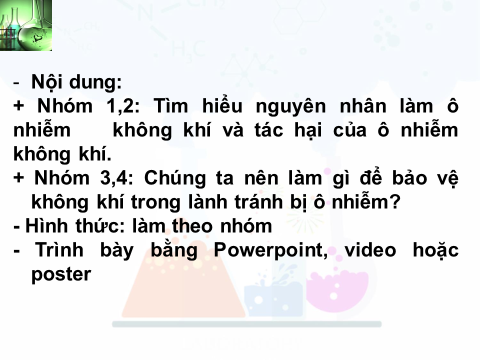 - Nội dung:
+ Nhóm 1,2: Tìm hiểu nguyên nhân làm ô
nhiễm không khí và tác hại của ô nhiễm
không khí.
+ Nhóm 3,4: Chúng ta nên làm gì để bảo vệ
không khí trong lành tránh bị ô nhiễm?
- Hình thức: làm theo nhóm
- Trình bày bằng Powerpoint, video hoặc
poster